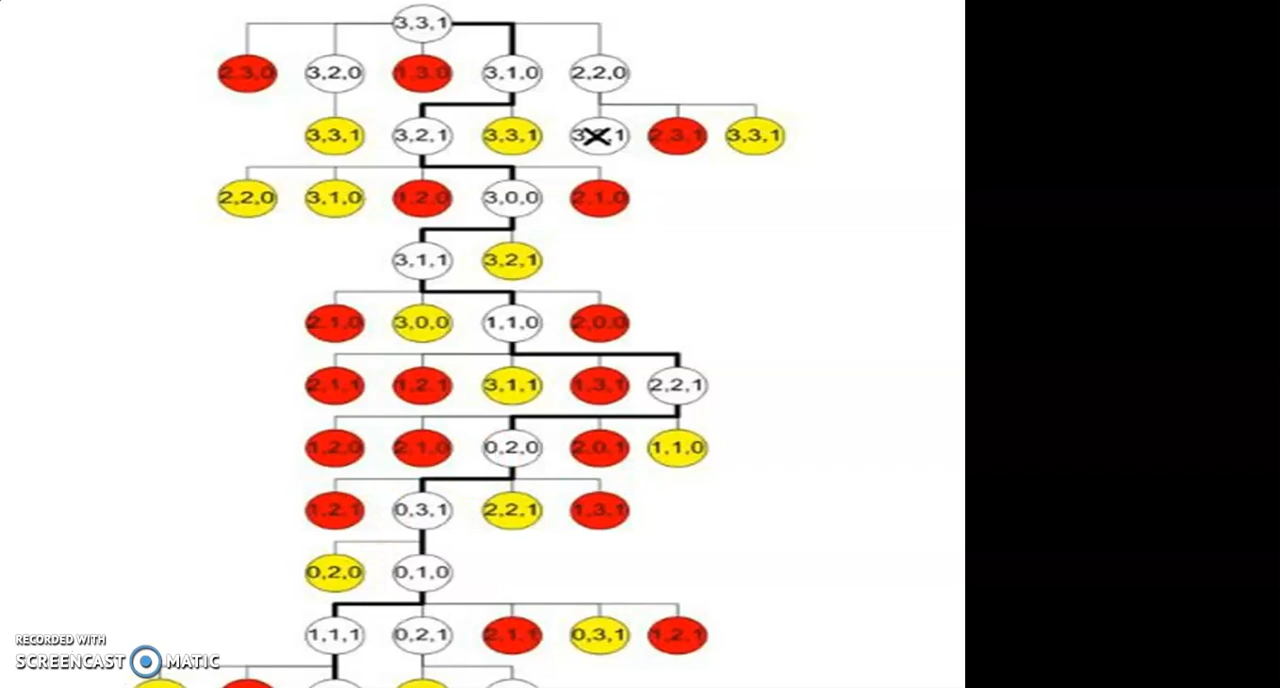 3,3,1
2,3,0 3,2,0 1,3,0 3,1,0 2,2,0
3,3,1 3,2,1 3,3,1 2,3,1 3,3,1
2,2,0 3,1,0 1,2,0 3,0,0 2,1,0
3,1,1 3,2,1
2,1,0 3,0,0 1,1,0 2,0,0
2,1,1 1,2,1 3,1,1 1,3,1 2,2,1
1,2,0 2,1,0 0,2,0 2,0,1 1,1,0
1,2,1 0,3,1 2,2,1 1,3,1
0,2,0 0,1,0
1,1,1 0,2,1 2,1,1 0,3,1 1,2,1
RECORDED WITH
SCREENCAST MATIC